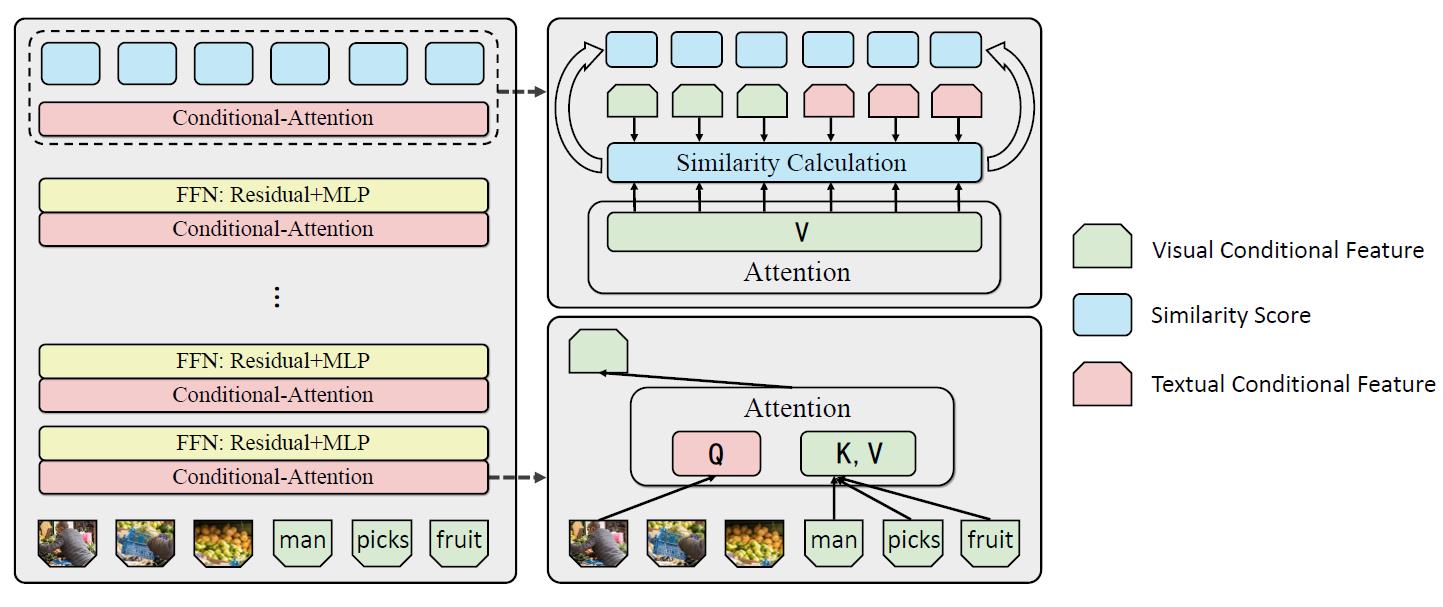 Conditional-Attention
FFN: Residual+MLP
Conditional-Attention
⋮
FFN: Residual+MLP
Conditional-Attention
FFN: Residual+MLP
Conditional-Attention
man picks fruit
Similarity Calculation
V
Attention
Attention
Q K, V
man picks fruit
Visual Conditional Feature
Similarity Score
Textual Conditional Feature